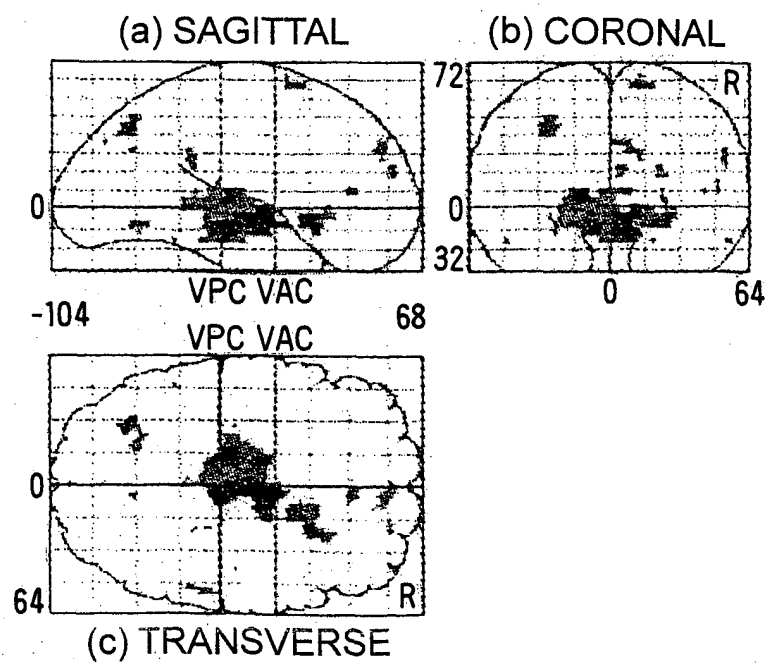 (a) SAGITTAL
(b) CORONAL
72
R
0
0
32
VPC VAC
0
64
-104
68
VPC VAC
0
64
R
(c) TRANSVERSE